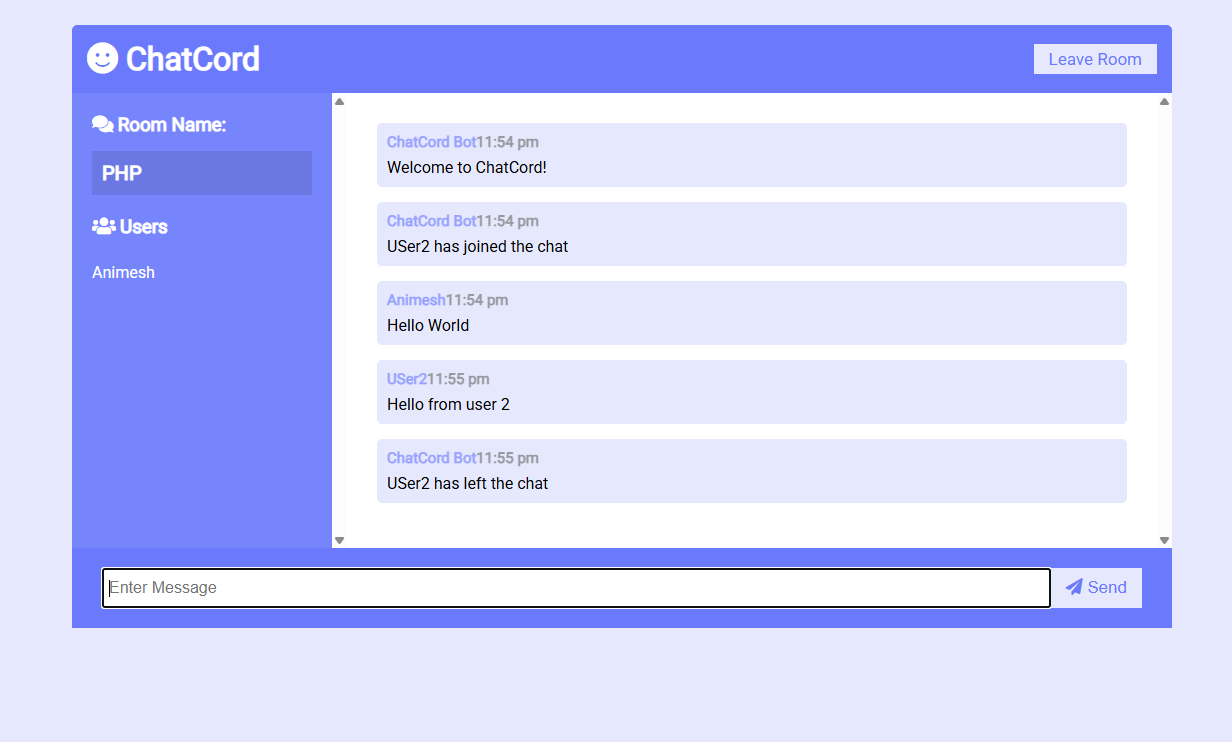 ChatCord
Leave Room
Room Name:
PHP
Users
Animesh
ChatCord Bot11:54 pm
Welcome to ChatCord!
ChatCord Bot11:54 pm
USer2 has joined the chat
Animesh11:54 pm
Hello World
USer211:55 pm
Hello from user 2
ChatCord Bot11:55 pm
USer2 has left the chat
Enter Message
Send